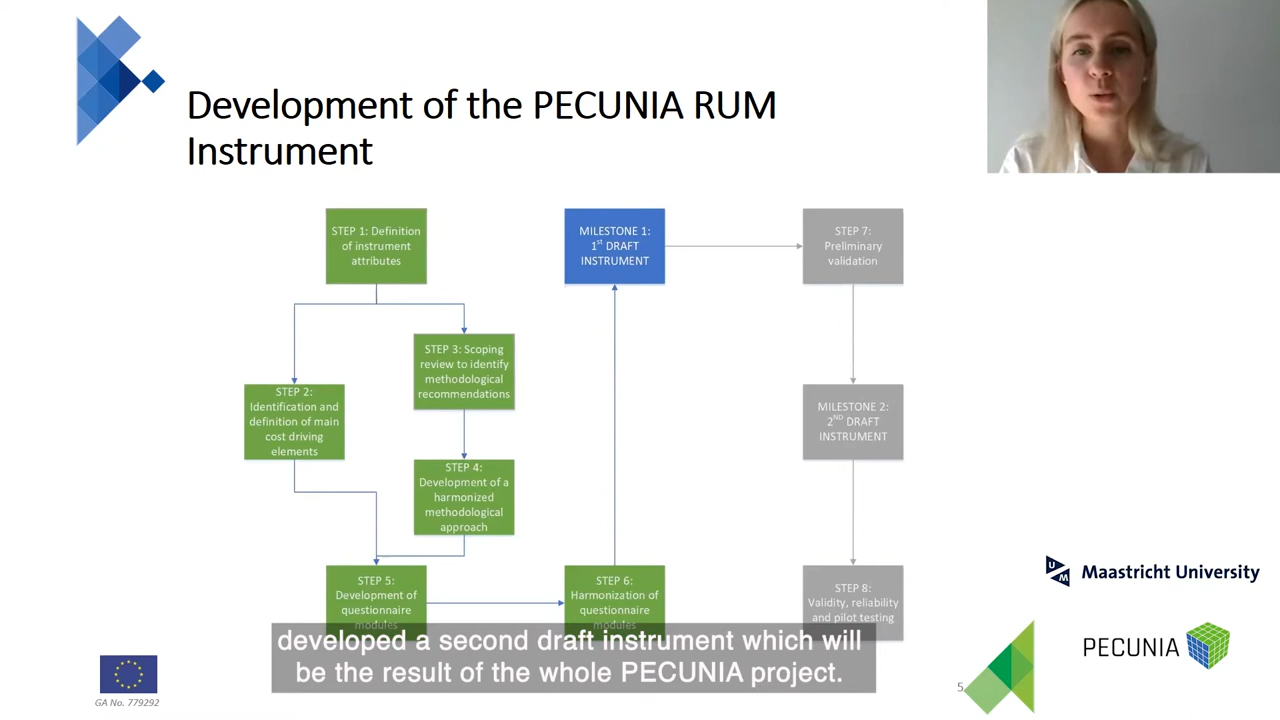 Development of the PECUNIA RUM
Instrument
STEP 1: Definition
of instrument
attributes
STEP 2:
Identification and
definition of main
cost driving
elements
STEP 3: Scoping
review to identify
methodological
recommendations
STEP 4:
Development of a
harmonized
methodological
approach
STEP 5:
Development of
questionnaire
modules
STEP 6:
Harmonization of
questionnaire
modules
MILESTONE 1:
1st DRAFT
INSTRUMENT
STEP 7:
Preliminary
validation
MILESTONE 2:
2ND DRAFT
INSTRUMENT
STEP 8:
Validity, reliability
and pilot testing
developed a second draft instrument which will
be the result of the whole PECUNIA project.
UM
Maastricht University
PECUNIA
GA No. 779292
5